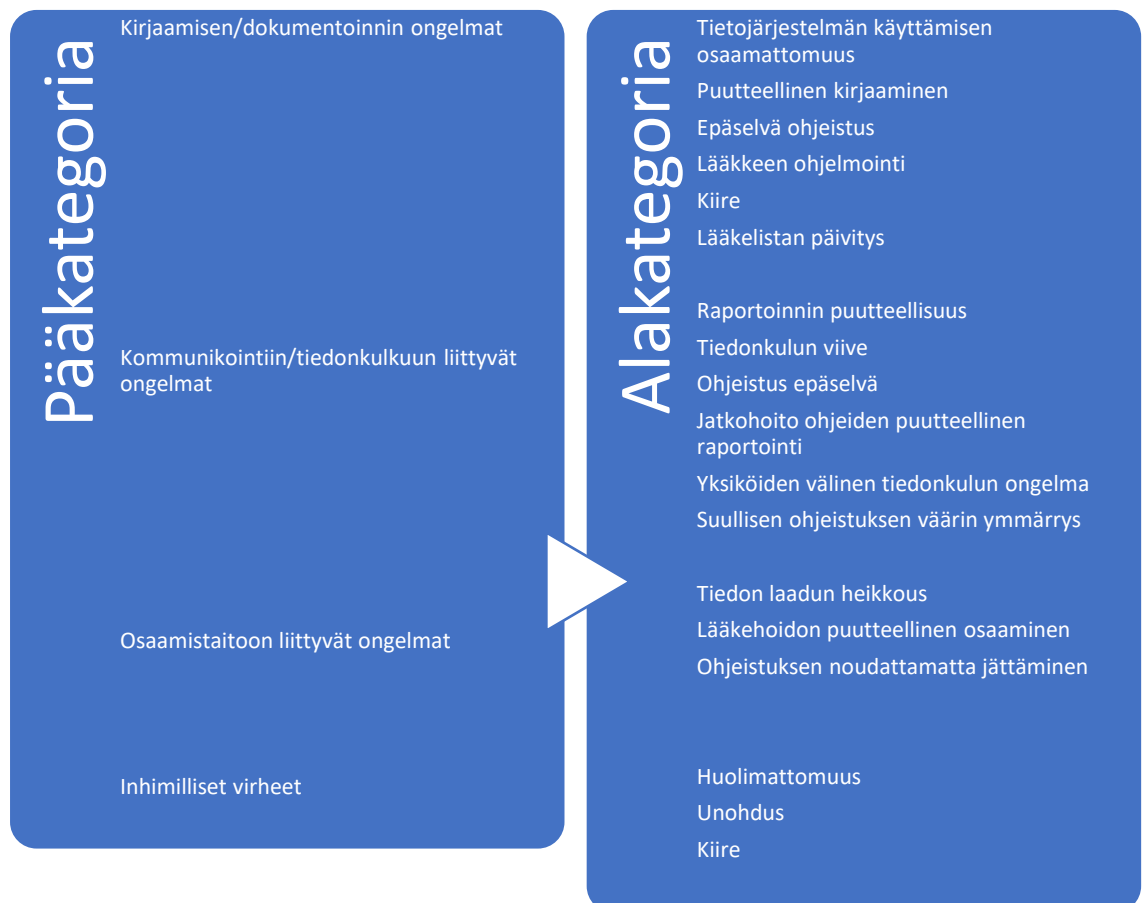 Pääkategoria
Kirjaamisen/dokumentoinnin ongelmat
Kommunikointiin/tiedonkulkuun liittyvät
ongelmat
Osaamistaitoon liittyvät ongelmat
Inhimilliset virheet
Alakategoria
Tietojärjestelmän käyttämisen
osaamattomuus
Puutteellinen kirjaaminen
Epäselvä ohjeistus
Lääkkeen ohjelmointi
Kiire
Lääkelistan päivitys
Raportoinnin puutteellisuus
Tiedonkulun viive
Ohjeistus epäselvä
Jatkohoito ohjeiden puutteellinen
raportointi
Yksiköiden välinen tiedonkulun ongelma
Suullisen ohjeistuksen väärin ymmärrys
Tiedon laadun heikkous
Lääkehoidon puutteellinen osaaminen
Ohjeistuksen noudattamatta jättäminen
Huolimattomuus
Unohdus
Kiire